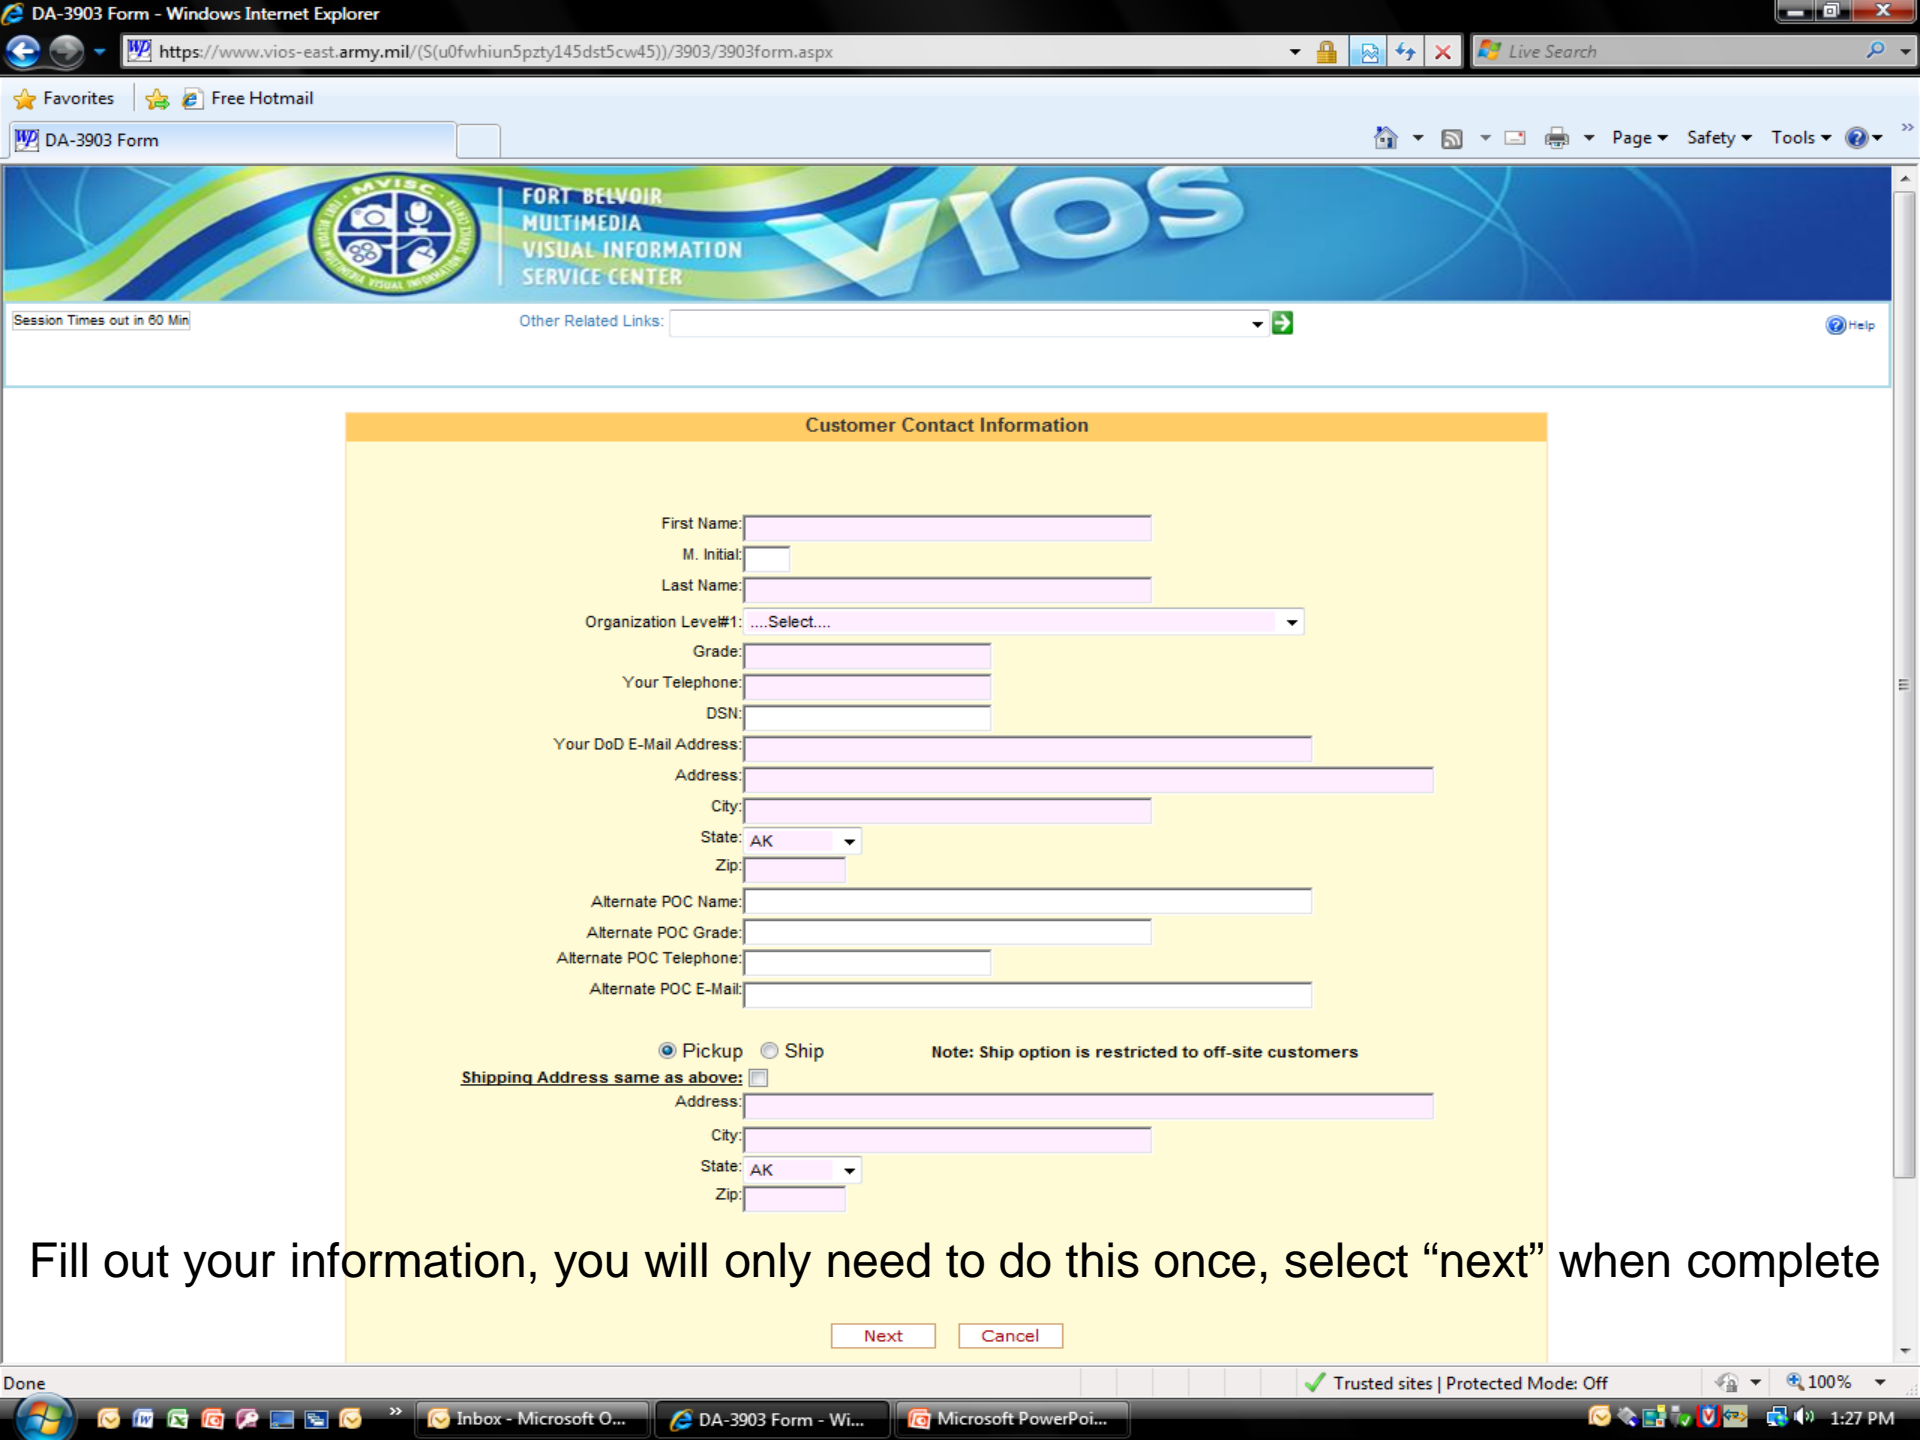 DA-3903 Form - Windows Internet Explorer
https://www.vios-east.army.mil/(S(u0fwhiun5pzty145dst5cw45))/3903/3903form.aspx
Live Search
Favorites
Free Hotmail
DA-3903 Form
Page
Safety
Tools
MVISC
FORT BELVOIR
MULTIMEDIA
VISUAL INFORMATION
SERVICE CENTER
VIOS
Session Times out in 60 Min
Other Related Links:
Help
Customer Contact Information
First Name:
M. Initial:
Last Name:
Organization Level#1: ....Select....
Grade:
Your Telephone:
DSN:
Your DoD E-Mail Address:
Address:
City:
State: AK
Zip:
Alternate POC Name:
Alternate POC Grade:
Alternate POC Telephone:
Alternate POC E-Mail:
Pickup Ship Note: Ship option is restricted to off-site customers
Shipping Address same as above:
Address:
City:
State: AK
Zip:
Fill out your information, you will only need to do this once, select “next” when complete
Next Cancel
Done
Trusted sites | Protected Mode: Off
100%
Inbox - Microsoft O...
DA-3903 Form - Wi...
Microsoft PowerPoi...
1:27 PM